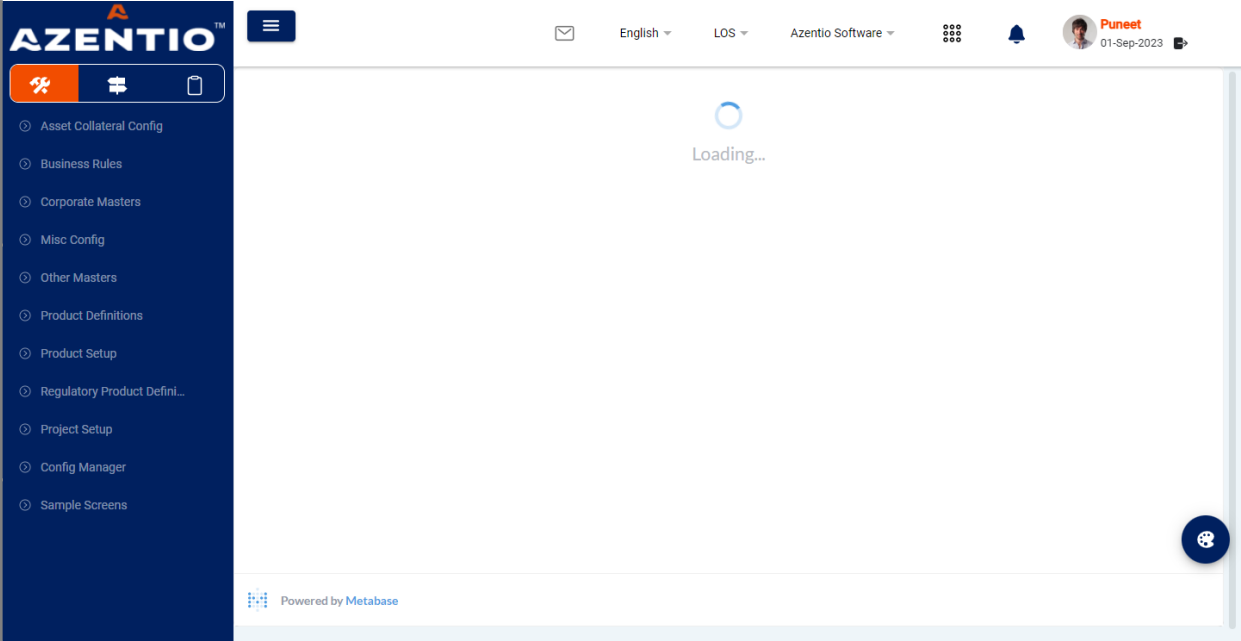 AZENTIO™
English
LOS
Azentio Software
Puneet
01-Sep-2023
Asset Collateral Config
Business Rules
Corporate Masters
Misc Config
Other Masters
Product Definitions
Product Setup
Regulatory Product Defini...
Project Setup
Config Manager
Sample Screens
Loading...
Powered by Metabase